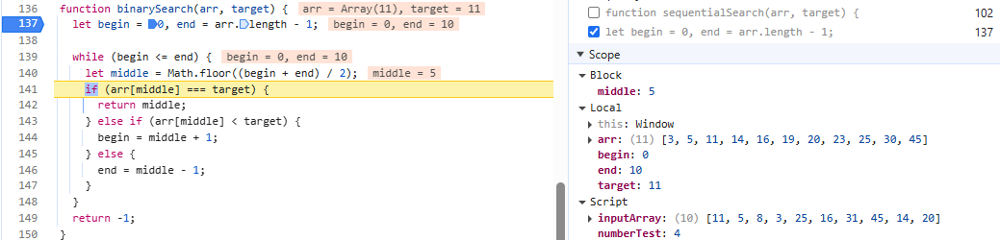 136 function binarySearch(arr, target) { arr = Array(11), target = 11
137 let begin = 0, end = arr.length - 1; begin = 0, end = 10
138
139 while (begin <= end) { begin = 0, end = 10
140 let middle = Math.floor((begin + end) / 2); middle = 5
141 if (arr[middle] === target) {
142 return middle;
143 } else if (arr[middle] < target) {
144 begin = middle + 1;
145 } else {
146 end = middle - 1;
147 }
148 }
149 return -1;
150 }
function sequentialSearch(arr, target) { 102
let begin = 0, end = arr.length - 1; 137
Scope
Block
middle: 5
Local
this: Window
arr: (11) [3, 5, 11, 14, 16, 19, 20, 23, 25, 30, 45]
begin: 0
end: 10
target: 11
Script
inputArray: (10) [11, 5, 8, 3, 25, 16, 31, 45, 14, 20]
numberTest: 4